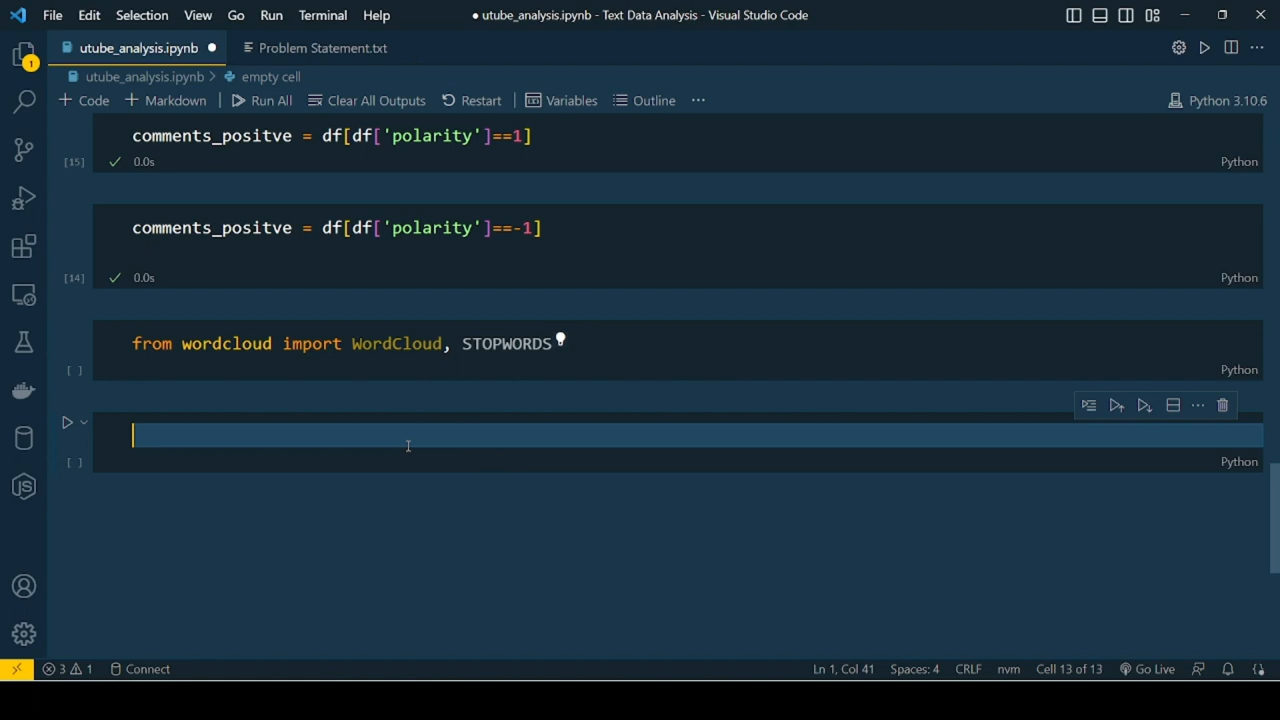 File Edit Selection View Go Run Terminal Help
● utube_analysis.ipynb - Text Data Analysis - Visual Studio Code
utube_analysis.ipynb ●
Problem Statement.txt
utube_analysis.ipynb > empty cell
+ Code + Markdown | Run All Clear All Outputs Restart | Variables Outline ...
Python 3.10.6
1
comments_positve = df[df['polarity']==1]
[15] ✓ 0.0s Python
comments_positve = df[df['polarity']==-1]
[14] ✓ 0.0s Python
from wordcloud import WordCloud, STOPWORDS
[ ] Python
[ ] Python
3 1 Connect
Ln 1, Col 41 Spaces: 4 CRLF nvm Cell 13 of 13 Go Live